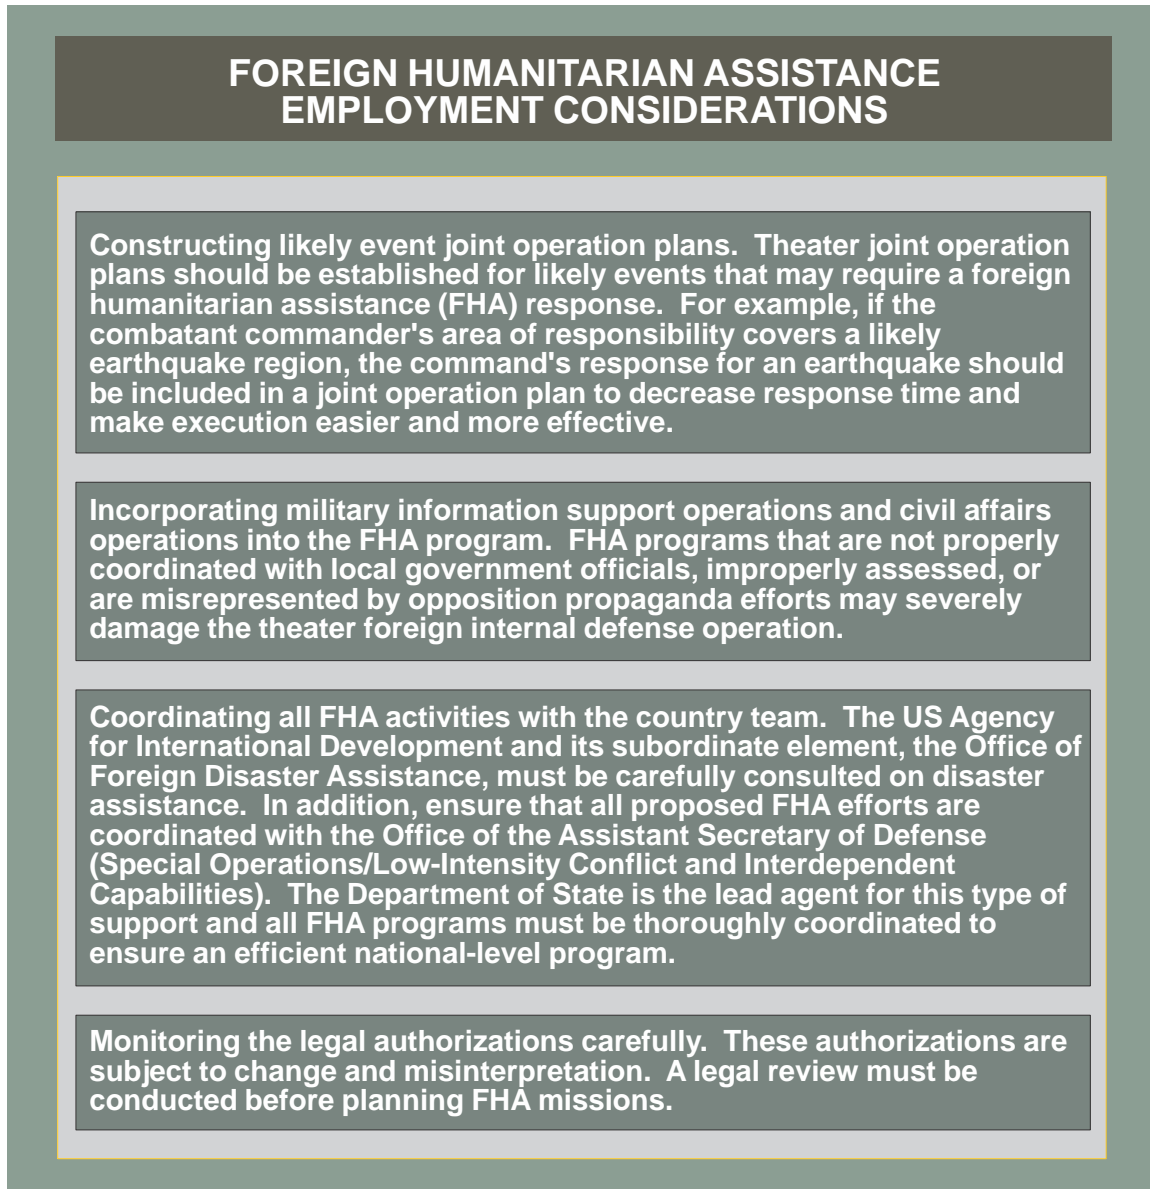 FOREIGN HUMANITARIAN ASSISTANCE
EMPLOYMENT CONSIDERATIONS
Constructing likely event joint operation plans.  Theater joint operation
plans should be established for likely events that may require a foreign
humanitarian assistance (FHA) response.  For example, if the
combatant commander's area of responsibility covers a likely
earthquake region, the command's response for an earthquake should
be included in a joint operation plan to decrease response time and
make execution easier and more effective.
Incorporating military information support operations and civil affairs
operations into the FHA program.  FHA programs that are not properly
coordinated with local government officials, improperly assessed, or
are misrepresented by opposition propaganda efforts may severely
damage the theater foreign internal defense operation.
Coordinating all FHA activities with the country team.  The US Agency
for International Development and its subordinate element, the Office of
Foreign Disaster Assistance, must be carefully consulted on disaster
assistance.  In addition, ensure that all proposed FHA efforts are
coordinated with the Office of the Assistant Secretary of Defense
(Special Operations/Low-Intensity Conflict and Interdependent
Capabilities).  The Department of State is the lead agent for this type of
support and all FHA programs must be thoroughly coordinated to
ensure an efficient national-level program.
Monitoring the legal authorizations carefully.  These authorizations are
subject to change and misinterpretation.  A legal review must be
conducted before planning FHA missions.